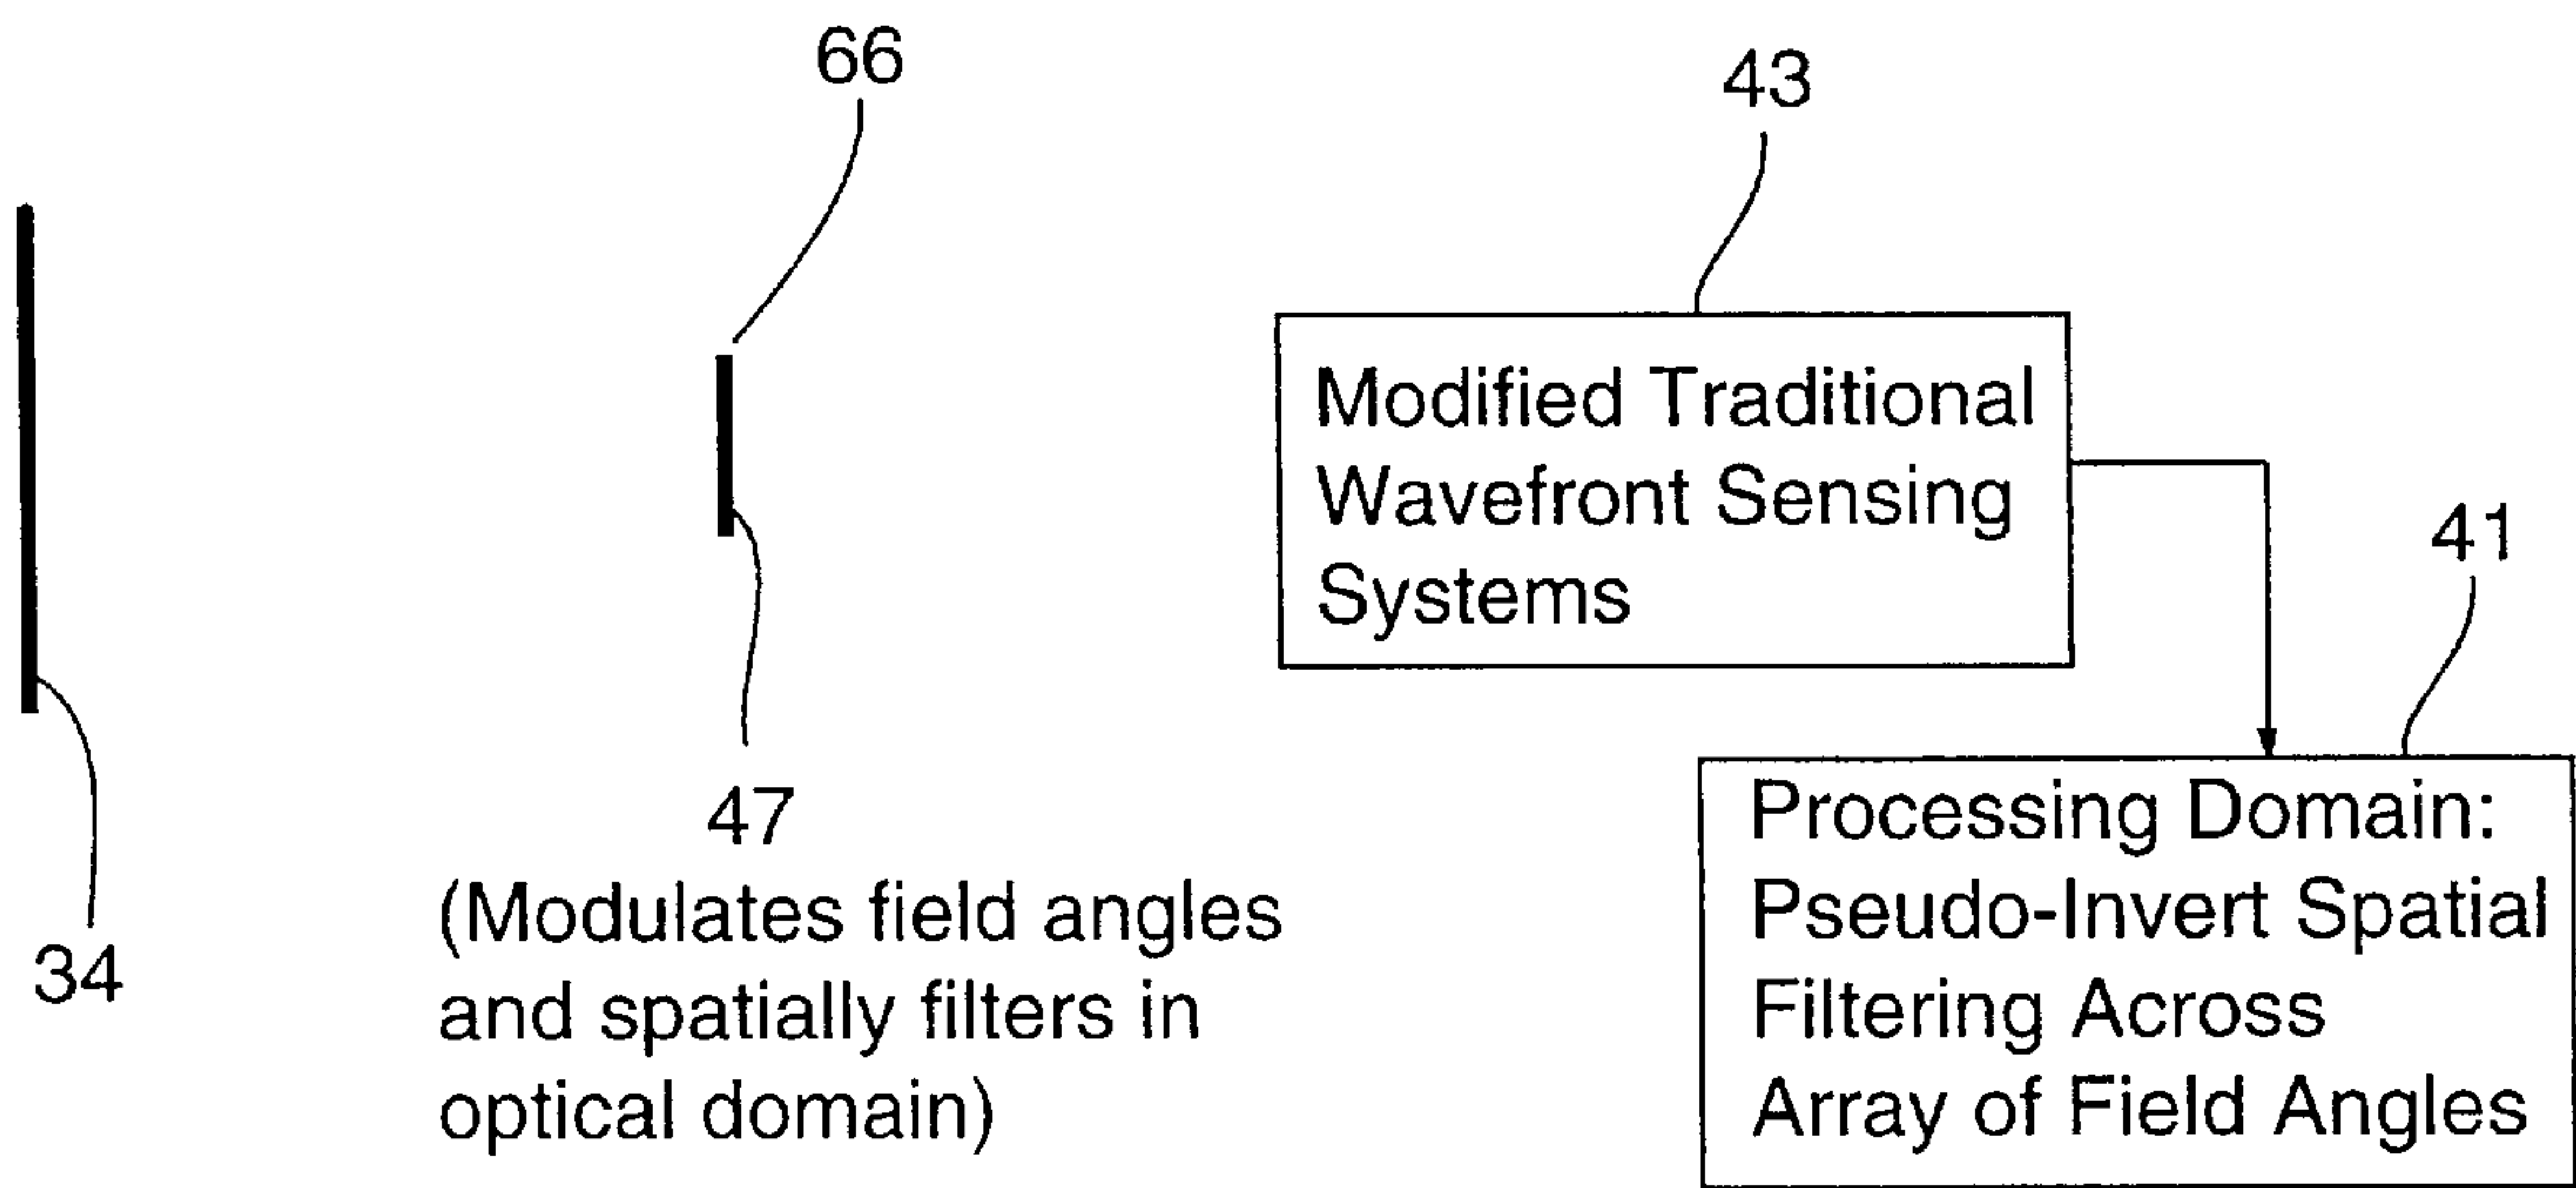 66
43
Modified Traditional
Wavefront Sensing
Systems
41
47
(Modulates field angles
and spatially filters in
optical domain)
34
Processing Domain:
Pseudo-Invert Spatial
Filtering Across
Array of Field Angles